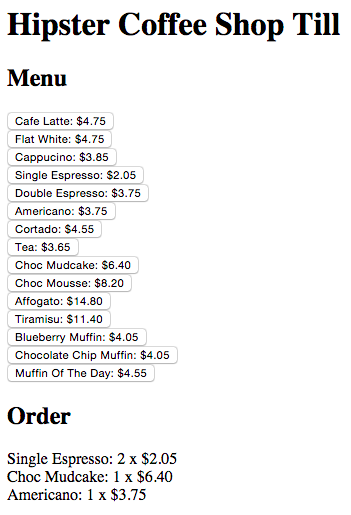 Hipster Coffee Shop Till
Menu
Cafe Latte: $4.75
Flat White: $4.75
Cappucino: $3.85
Single Espresso: $2.05
Double Espresso: $3.75
Americano: $3.75
Cortado: $4.55
Tea: $3.65
Choc Mudcake: $6.40
Choc Mousse: $8.20
Affogato: $14.80
Tiramisu: $11.40
Blueberry Muffin: $4.05
Chocolate Chip Muffin: $4.05
Muffin Of The Day: $4.55
Order
Single Espresso: 2 x $2.05
Choc Mudcake: 1 x $6.40
Americano: 1 x $3.75